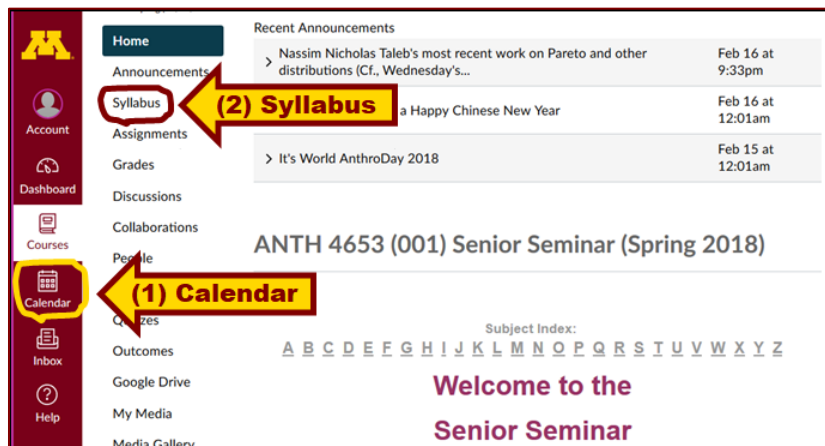 M
Account
Dashboard
Courses
Calendar
Inbox
Help
Home
Announcements
Syllabus
Assignments
Grades
Discussions
Collaborations
People
Outcomes
Google Drive
My Media
Media Gallery
(2) Syllabus
(1) Calendar
Recent Announcements
Nassim Nicholas Taleb's most recent work on Pareto and other
distributions (Cf., Wednesday's...
Feb 16 at
9:33pm
a Happy Chinese New Year
Feb 16 at
12:01am
It's World AnthroDay 2018
Feb 15 at
12:01am
ANTH 4653 (001) Senior Seminar (Spring 2018)
Subject Index:
A B C D E F G H I J K L M N O P Q R S T U V W X Y Z
Welcome to the
Senior Seminar